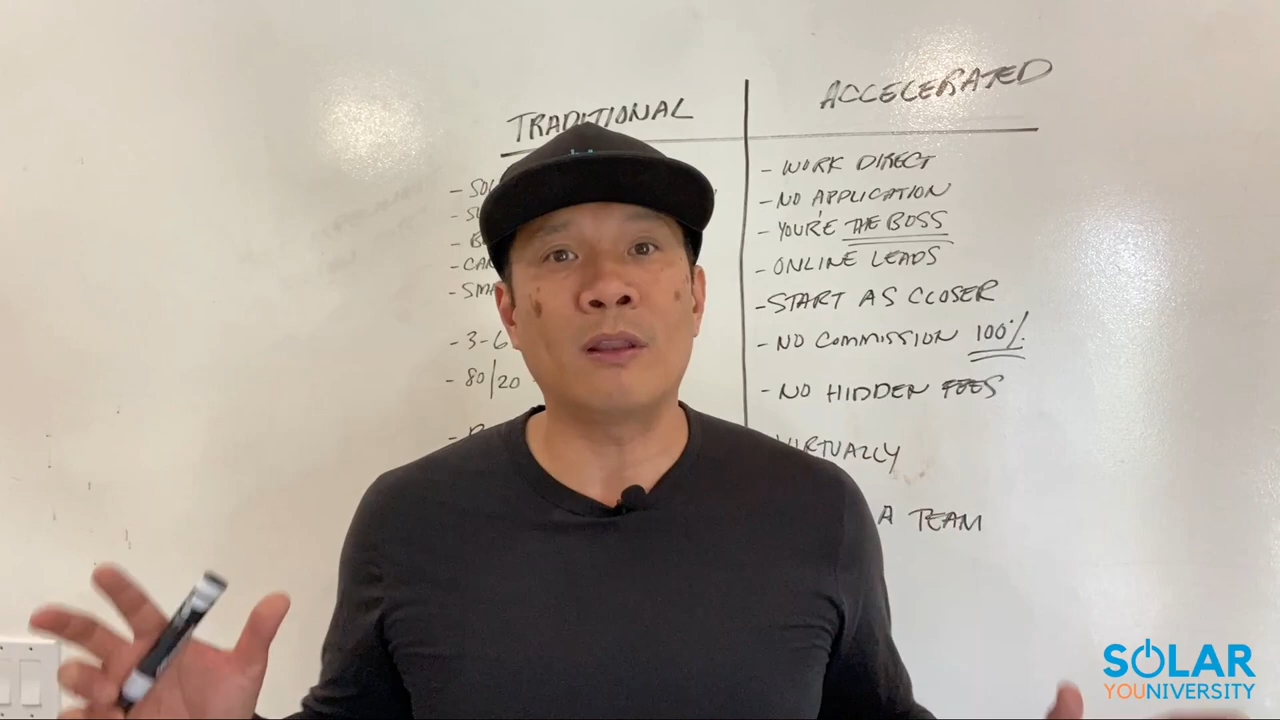 TRADITIONAL
- 3-6
- 80/20
ACCELERATED
- WORK DIRECT
- NO APPLICATION
- YOU'RE THE BOSS
- ONLINE LEADS
- START AS CLOSER
- NO COMMISSION 100%
- NO HIDDEN FEES
VIRTUALLY
A TEAM
SOLAR
YOUNIVERSITY